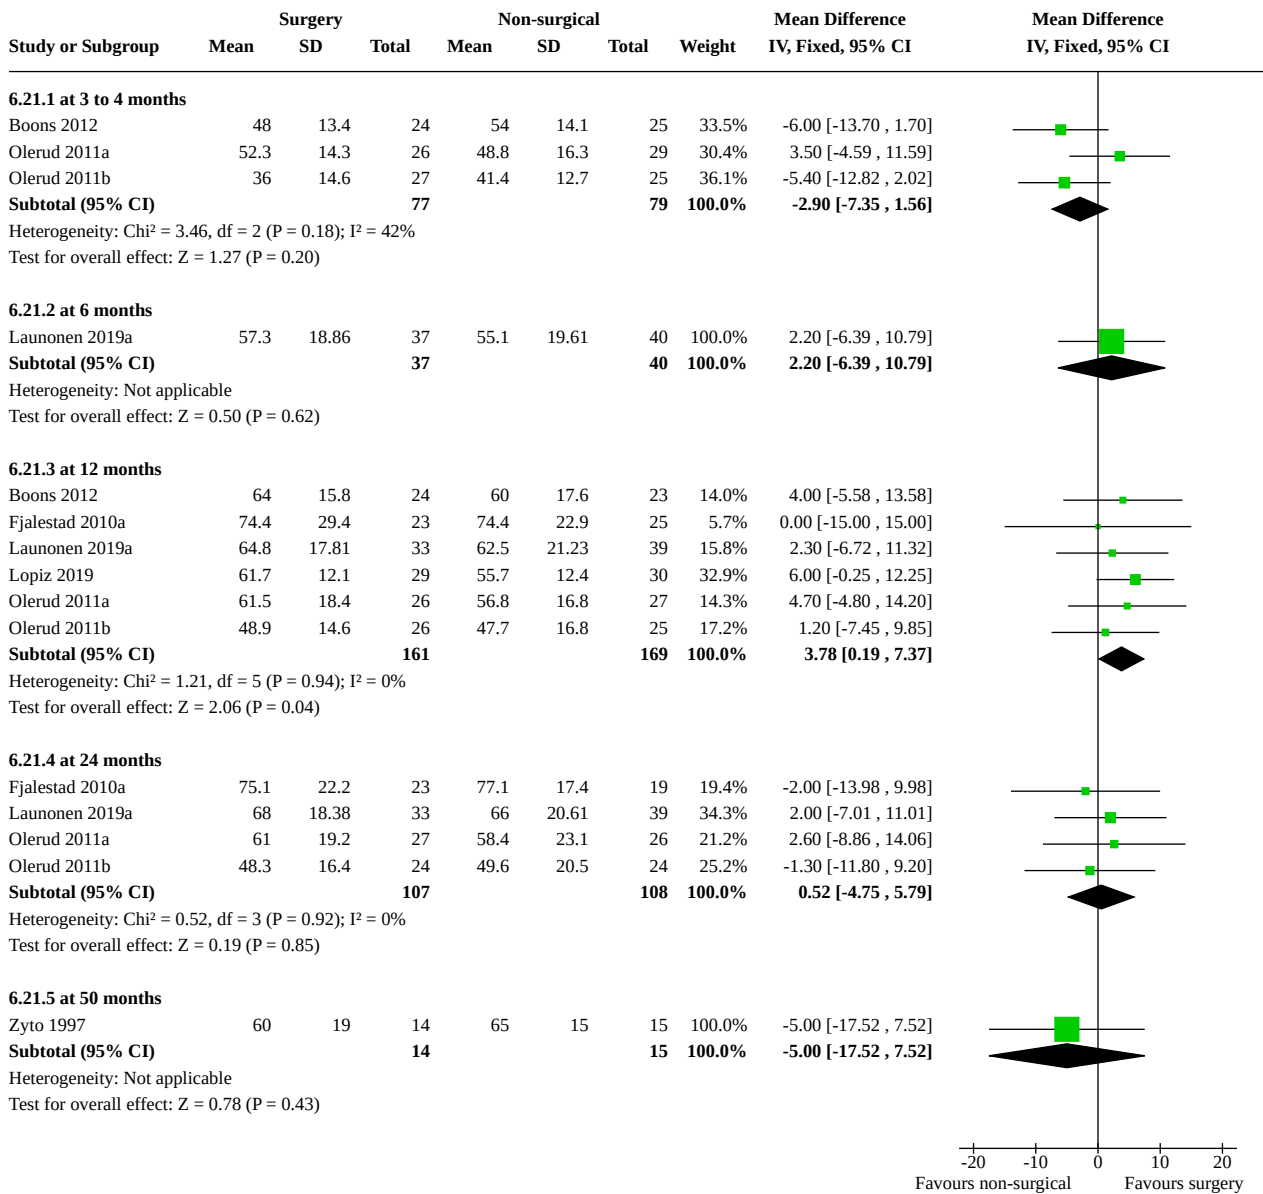 Surgery Non-surgical Mean Difference Mean Difference
Study or Subgroup Mean SD Total Mean SD Total Weight IV, Fixed, 95% CI IV, Fixed, 95% CI
6.21.1 at 3 to 4 months
Boons 2012 48 13.4 24 54 14.1 25 33.5% -6.00 [-13.70 , 1.70]
Olerud 2011a 52.3 14.3 26 48.8 16.3 29 30.4% 3.50 [-4.59 , 11.59]
Olerud 2011b 36 14.6 27 41.4 12.7 25 36.1% -5.40 [-12.82 , 2.02]
Subtotal (95% CI) 77 79 100.0% -2.90 [-7.35 , 1.56]
Heterogeneity: Chi² = 3.46, df = 2 (P = 0.18); I² = 42%
Test for overall effect: Z = 1.27 (P = 0.20)
6.21.2 at 6 months
Launonen 2019a 57.3 18.86 37 55.1 19.61 40 100.0% 2.20 [-6.39 , 10.79]
Subtotal (95% CI) 37 40 100.0% 2.20 [-6.39 , 10.79]
Heterogeneity: Not applicable
Test for overall effect: Z = 0.50 (P = 0.62)
6.21.3 at 12 months
Boons 2012 64 15.8 24 60 17.6 23 14.0% 4.00 [-5.58 , 13.58]
Fjalestad 2010a 74.4 29.4 23 74.4 22.9 25 5.7% 0.00 [-15.00 , 15.00]
Launonen 2019a 64.8 17.81 33 62.5 21.23 39 15.8% 2.30 [-6.72 , 11.32]
Lopiz 2019 61.7 12.1 29 55.7 12.4 30 32.9% 6.00 [-0.25 , 12.25]
Olerud 2011a 61.5 18.4 26 56.8 16.8 27 14.3% 4.70 [-4.80 , 14.20]
Olerud 2011b 48.9 14.6 26 47.7 16.8 25 17.2% 1.20 [-7.45 , 9.85]
Subtotal (95% CI) 161 169 100.0% 3.78 [0.19 , 7.37]
Heterogeneity: Chi² = 1.21, df = 5 (P = 0.94); I² = 0%
Test for overall effect: Z = 2.06 (P = 0.04)
6.21.4 at 24 months
Fjalestad 2010a 75.1 22.2 23 77.1 17.4 19 19.4% -2.00 [-13.98 , 9.98]
Launonen 2019a 68 18.38 33 66 20.61 39 34.3% 2.00 [-7.01 , 11.01]
Olerud 2011a 61 19.2 27 58.4 23.1 26 21.2% 2.60 [-8.86 , 14.06]
Olerud 2011b 48.3 16.4 24 49.6 20.5 24 25.2% -1.30 [-11.80 , 9.20]
Subtotal (95% CI) 107 108 100.0% 0.52 [-4.75 , 5.79]
Heterogeneity: Chi² = 0.52, df = 3 (P = 0.92); I² = 0%
Test for overall effect: Z = 0.19 (P = 0.85)
6.21.5 at 50 months
Zyto 1997 60 19 14 65 15 15 100.0% -5.00 [-17.52 , 7.52]
Subtotal (95% CI) 14 15 100.0% -5.00 [-17.52 , 7.52]
Heterogeneity: Not applicable
Test for overall effect: Z = 0.78 (P = 0.43)
-20 -10 0 10 20
Favours non-surgical Favours surgery